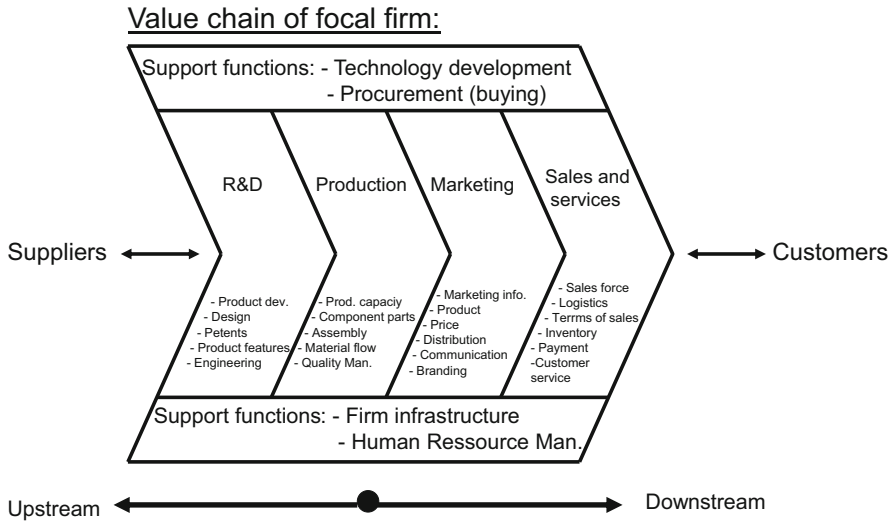 Value chain of focal firm:
Support functions: - Technology development
- Procurement (buying)
R&D
Production
Marketing
Sales and
services
Suppliers
Customers
- Product dev.
- Design
- Petents
- Product features
- Engineering
- Prod. capaciy
- Component parts
- Assembly
- Material flow
- Quality Man.
- Marketing info.
- Product
- Price
- Distribution
- Communication
- Branding
- Sales force
- Logistics
- Terrms of sales
- Inventory
- Payment
-Customer
service
Support functions: - Firm infrastructure
- Human Ressource Man.
Upstream
Downstream